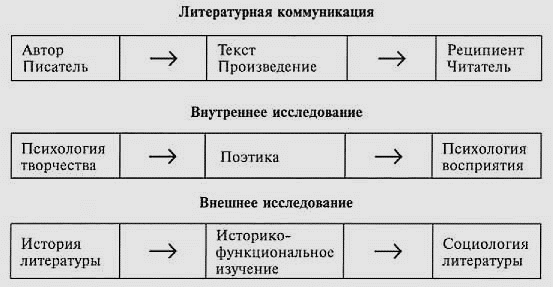 Литературная коммуникация
Автор
Писатель
→
Текст
Произведение
→
Реципиент
Читатель
Внутреннее исследование
Психология
творчества
→
Поэтика
→
Психология
восприятия
Внешнее исследование
История
литературы
→
Историко-
функциональное
изучение
→
Социология
литературы